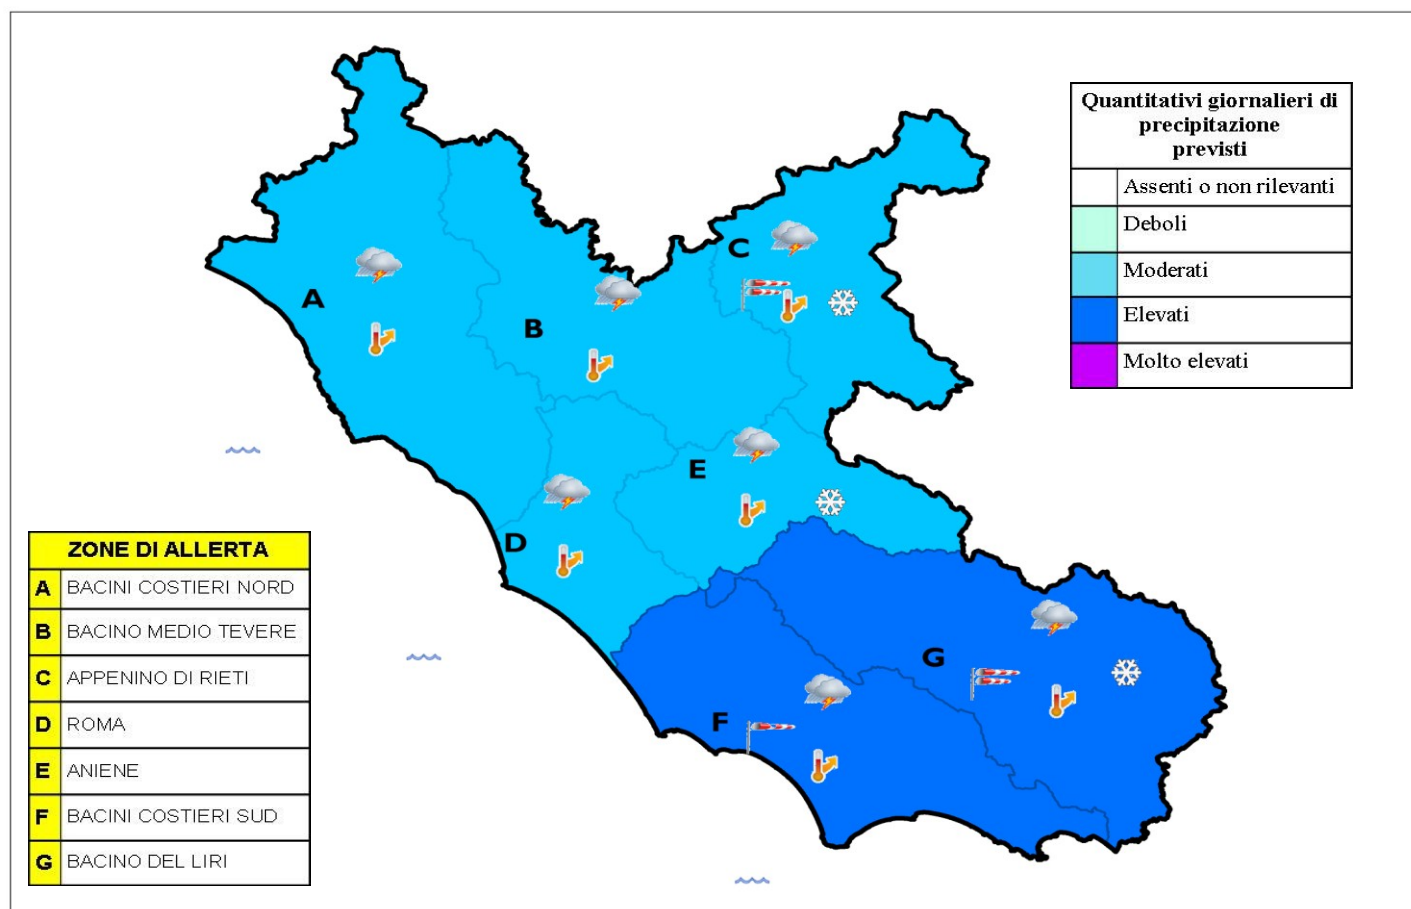 Quantitativi giornalieri di
precipitazione
previsti
Assenti o non rilevanti
Deboli
Moderati
Elevati
Molto elevati
C
A
B
E
D
G
F
ZONE DI ALLERTA
A BACINI COSTIERI NORD
B BACINO MEDIO TEVERE
C APPENINO DI RIETI
D ROMA
E ANIENE
F BACINI COSTIERI SUD
G BACINO DEL LIRI